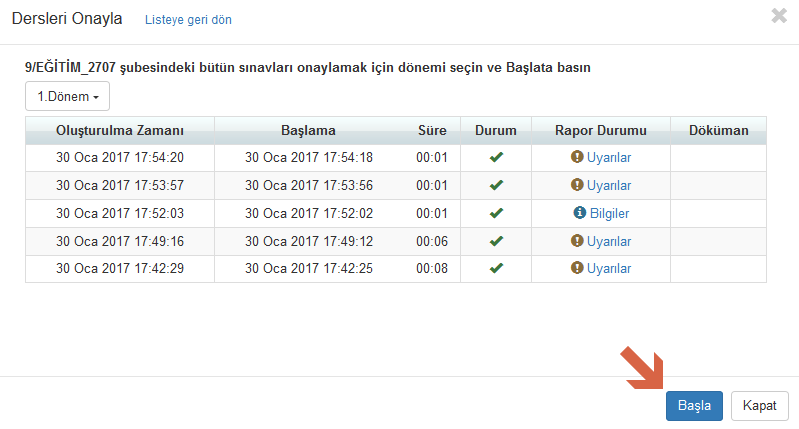 Dersleri Onayla Listeye geri dön
9/EĞİTİM_2707 şubesindeki bütün sınavları onaylamak için dönemi seçin ve Başlata basın
1.Dönem
Oluşturulma Zamanı Başlama Süre Durum Rapor Durumu Döküman
30 Oca 2017 17:54:20 30 Oca 2017 17:54:18 00:01 Uyarılar
30 Oca 2017 17:53:57 30 Oca 2017 17:53:56 00:01 Uyarılar
30 Oca 2017 17:52:03 30 Oca 2017 17:52:02 00:01 Bilgiler
30 Oca 2017 17:49:16 30 Oca 2017 17:49:12 00:06 Uyarılar
30 Oca 2017 17:42:29 30 Oca 2017 17:42:25 00:08 Uyarılar
Başla Kapat